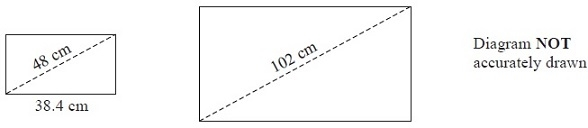 48 cm
38.4 cm
102 cm
Diagram NOT
accurately drawn